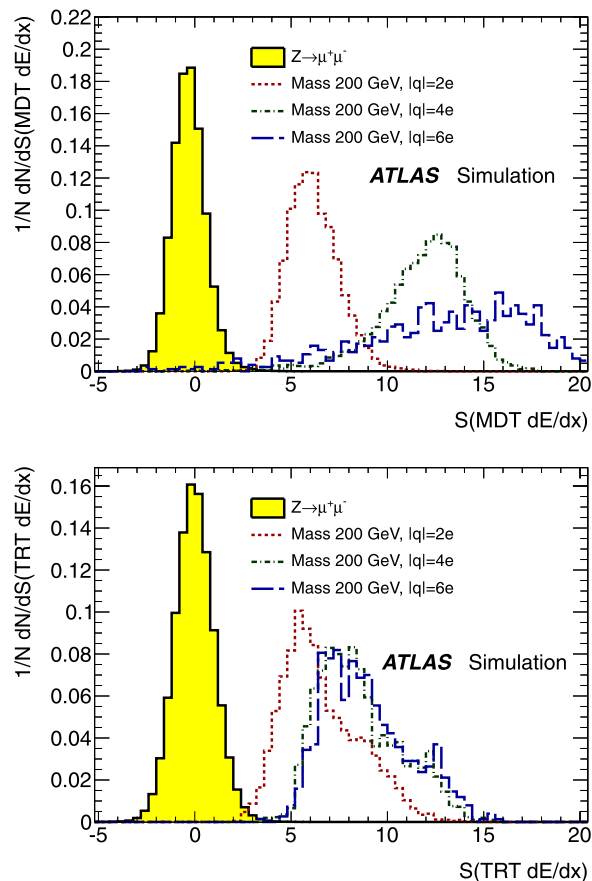 1/N dN/dS(MDT dE/dx)
0.22
0.2
0.18
0.16
0.14
0.12
0.1
0.08
0.06
0.04
0.02
0
Z→μ⁺μ⁻
Mass 200 GeV, |q|=2e
Mass 200 GeV, |q|=4e
Mass 200 GeV, |q|=6e
ATLAS Simulation
-5 0 5 10 15 20
S(MDT dE/dx)
1/N dN/dS(TRT dE/dx)
0.16
0.14
0.12
0.1
0.08
0.06
0.04
0.02
0
Z→μ⁺μ⁻
Mass 200 GeV, |q|=2e
Mass 200 GeV, |q|=4e
Mass 200 GeV, |q|=6e
ATLAS Simulation
-5 0 5 10 15 20
S(TRT dE/dx)